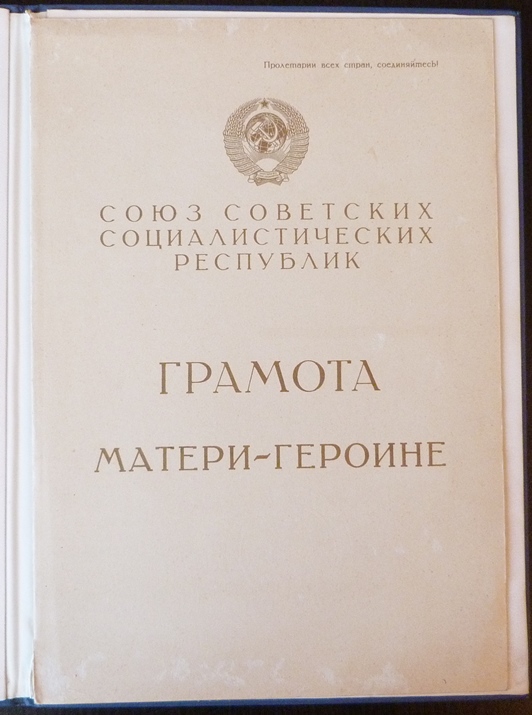 Пролетарии всех стран, соединяйтесь!
СОЮЗ СОВЕТСКИХ
СОЦИАЛИСТИЧЕСКИХ
РЕСПУБЛИК
ГРАМОТА
МАТЕРИ-ГЕРОИНЕ